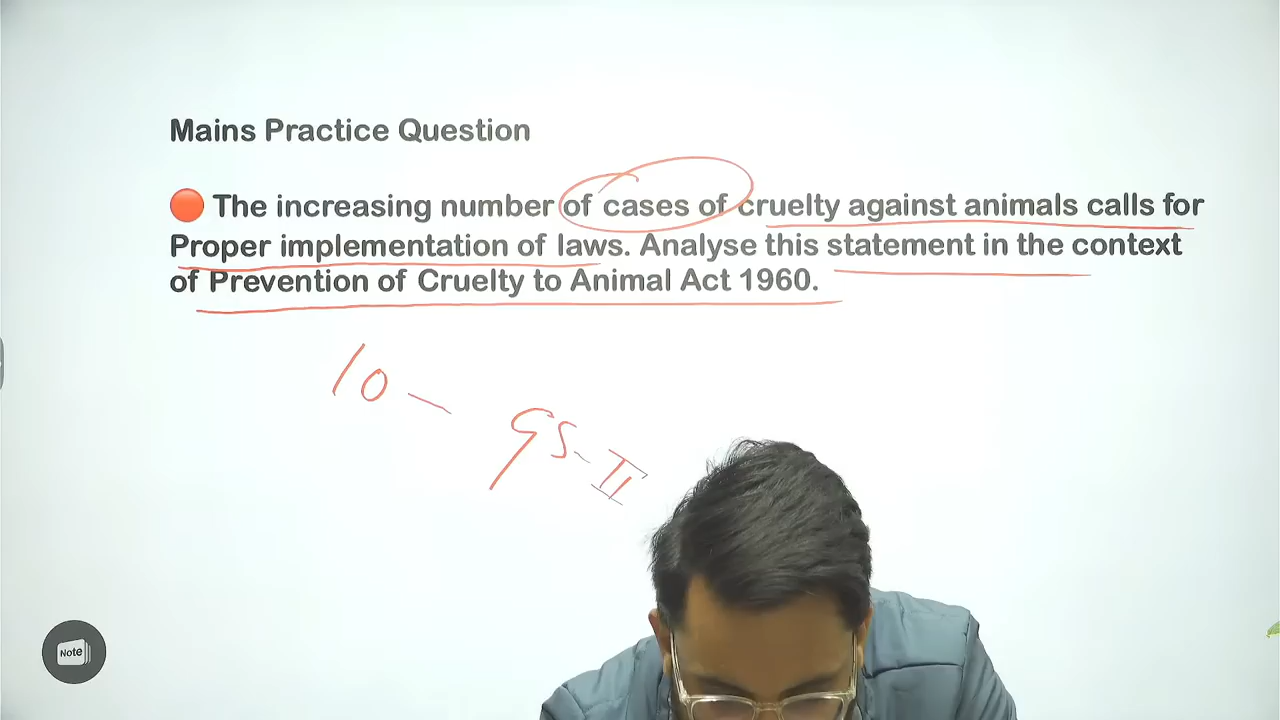 Mains Practice Question
The increasing number of cases of cruelty against animals calls for
Proper implementation of laws. Analyse this statement in the context
of Prevention of Cruelty to Animal Act 1960.
10 - GS-II
Note